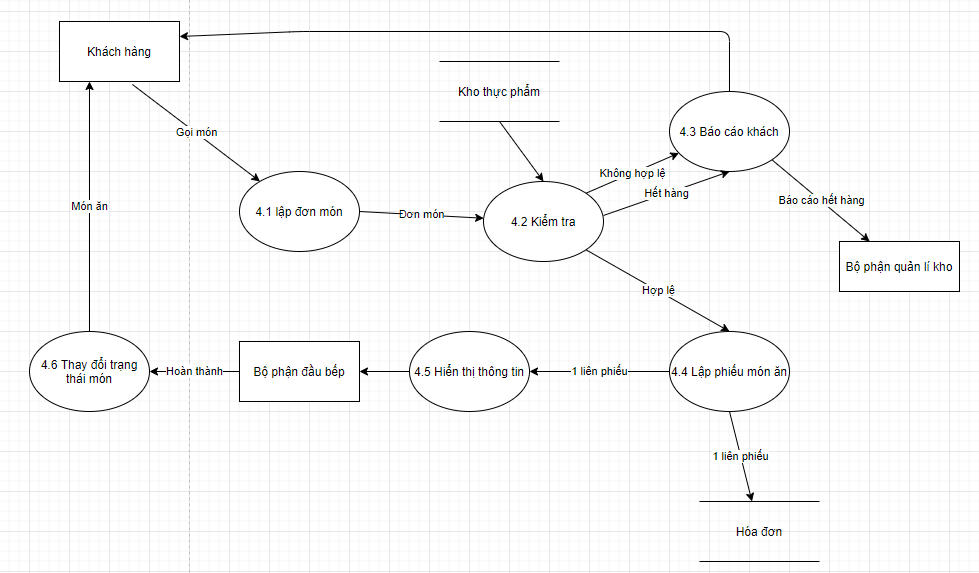 Khách hàng
Kho thực phẩm
4.3 Báo cáo khách
Gọi món
Không hợp lệ
Hết hàng
Món ăn
Báo cáo hết hàng
4.1 lập đơn món
Đơn món
4.2 Kiểm tra
Bộ phận quản lí kho
Hợp lệ
4.6 Thay đổi trạng
thái món
Hoàn thành
Bộ phận đầu bếp
4.5 Hiển thị thông tin
1 liên phiếu
4.4 Lập phiếu món ăn
1 liên phiếu
Hóa đơn